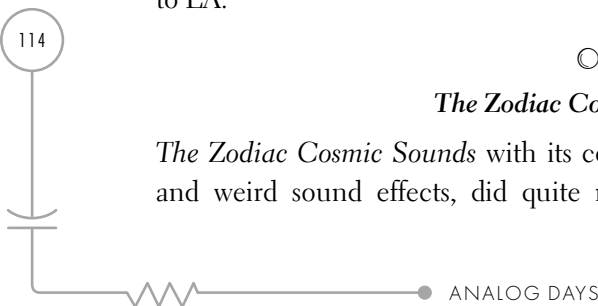 114
to LA.
The Zodiac Co
The Zodiac Cosmic Sounds with its c
and weird sound effects, did quite
ANALOG DAYS